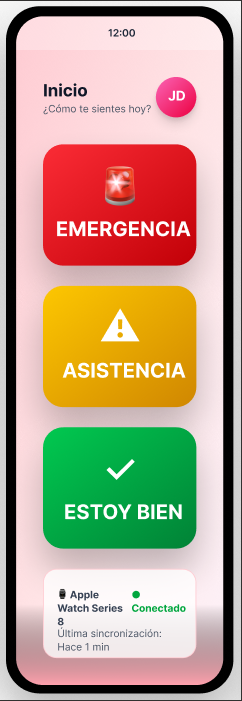 12:00
Inicio
¿Cómo te sientes hoy?
JD
EMERGENCIA
ASISTENCIA
ESTOY BIEN
Apple
Watch Series
8
Conectado
Última sincronización:
Hace 1 min